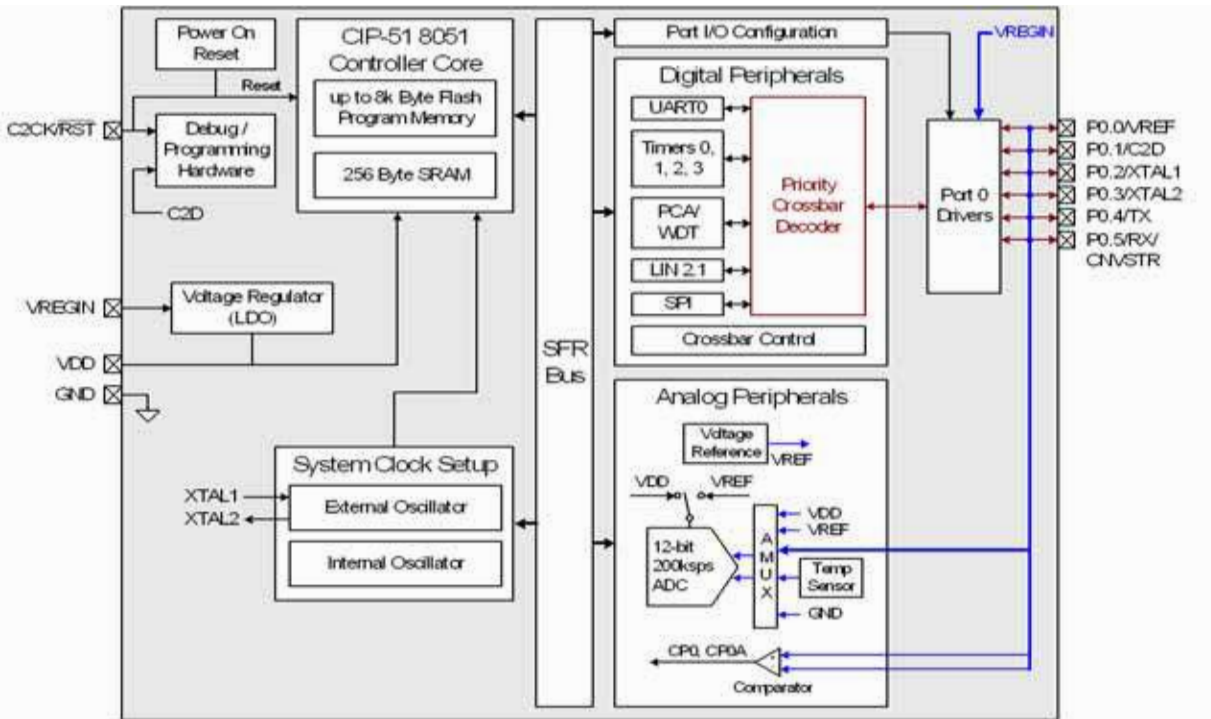 Power On
Reset
Reset
C2CK/RST
Debug /
Programming
Hardware
C2D
CIP-51 8051
Controller Core
up to 8k Byte Flash
Program Memory
256 Byte SRAM
VREGIN
Voltage Regulator
(LDO)
VDD
GND
System Clock Setup
XTAL1
XTAL2
External Oscillator
Internal Oscillator
SFR
Bus
Port I/O Configuration
Digital Peripherals
UART0
Timers 0,
1, 2, 3
PCA/
WDT
LIN 2.1
SPI
Priority
Crossbar
Decoder
Crossbar Control
VREGIN
Port 0
Drivers
P0.0/VREF
P0.1/C2D
P0.2/XTAL1
P0.3/XTAL2
P0.4/TX
P0.5/RX/
CNVSTR
Analog Peripherals
Voltage
Reference
VREF
VDD
VREF
12-bit
200ksps
ADC
A
M
U
X
VDD
VREF
Temp
Sensor
GND
CP0, CP0A
Comparator